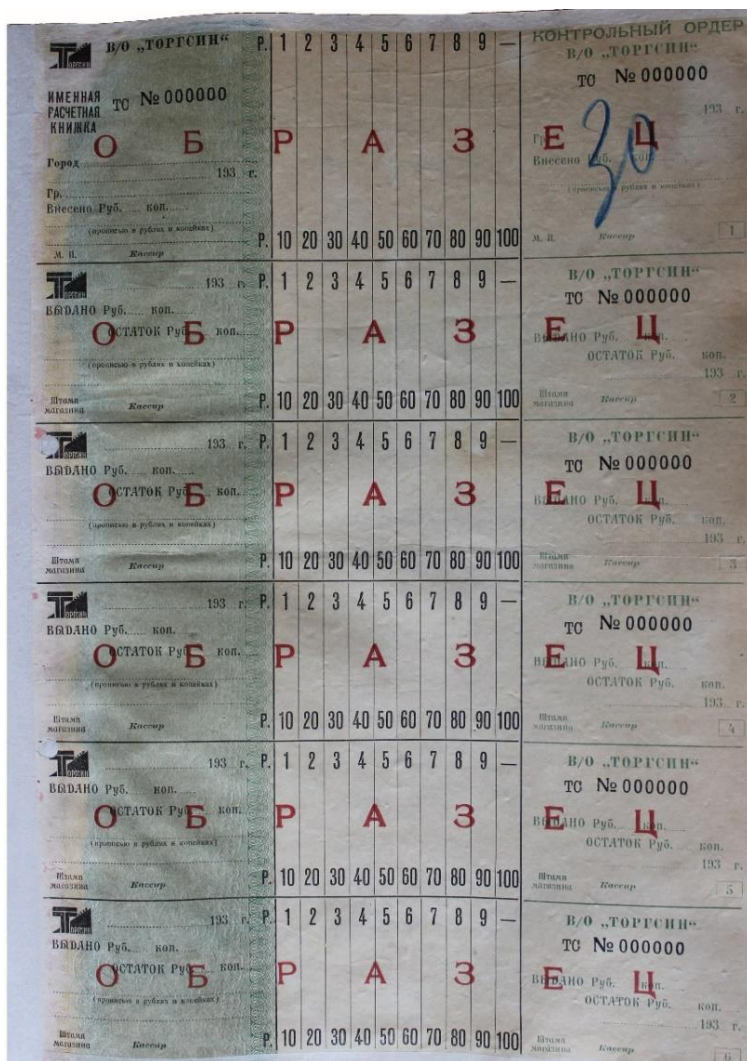 Торгсин В/О „ТОРГСИН“ Р. 1 2 3 4 5 6 7 8 9 — КОНТРОЛЬНЫЙ ОРДЕР
В/О „ТОРГСИН“
ИМЕННАЯ ТС № 000000 ТС № 000000
РАСЧЕТНАЯ
КНИЖКА 193 г.
О Б Р А З Е Ц
30
Город Гр.
193 г. Внесено Руб. коп.
Гр. (прописью в рублях и копейках)
Внесено Руб. коп.
(прописью в рублях и копейках)
М. П. Кассир Р. 10 20 30 40 50 60 70 80 90 100 М. П. Кассир 1
Торгсин 193 г. Р. 1 2 3 4 5 6 7 8 9 — В/О „ТОРГСИН“
ТС № 000000
ВЫДАНО Руб. коп.
ОСТАТОК Руб. коп. ВЫДАНО Руб. коп.
О Б Р А З Е Ц
(прописью в рублях и копейках) ОСТАТОК Руб. коп.
193 г.
Штамп магазина Кассир Р. 10 20 30 40 50 60 70 80 90 100 Штамп магазина Кассир 2
Торгсин 193 г. Р. 1 2 3 4 5 6 7 8 9 — В/О „ТОРГСИН“
ТС № 000000
ВЫДАНО Руб. коп.
ОСТАТОК Руб. коп. ВЫДАНО Руб. коп.
О Б Р А З Е Ц
(прописью в рублях и копейках) ОСТАТОК Руб. коп.
193 г.
Штамп магазина Кассир Р. 10 20 30 40 50 60 70 80 90 100 Штамп магазина Кассир 3
Торгсин 193 г. Р. 1 2 3 4 5 6 7 8 9 — В/О „ТОРГСИН“
ТС № 000000
ВЫДАНО Руб. коп.
ОСТАТОК Руб. коп. ВЫДАНО Руб. коп.
О Б Р А З Е Ц
(прописью в рублях и копейках) ОСТАТОК Руб. коп.
193 г.
Штамп магазина Кассир Р. 10 20 30 40 50 60 70 80 90 100 Штамп магазина Кассир 4
Торгсин 193 г. Р. 1 2 3 4 5 6 7 8 9 — В/О „ТОРГСИН“
ТС № 000000
ВЫДАНО Руб. коп.
ОСТАТОК Руб. коп. ВЫДАНО Руб. коп.
О Б Р А З Е Ц
(прописью в рублях и копейках) ОСТАТОК Руб. коп.
193 г.
Штамп магазина Кассир Р. 10 20 30 40 50 60 70 80 90 100 Штамп магазина Кассир 5
Торгсин 193 г. Р. 1 2 3 4 5 6 7 8 9 — В/О „ТОРГСИН“
ТС № 000000
ВЫДАНО Руб. коп.
ОСТАТОК Руб. коп. ВЫДАНО Руб. коп.
О Б Р А З Е Ц
(прописью в рублях и копейках) ОСТАТОК Руб. коп.
193 г.
Штамп магазина Кассир Р. 10 20 30 40 50 60 70 80 90 100 Штамп магазина Кассир 6